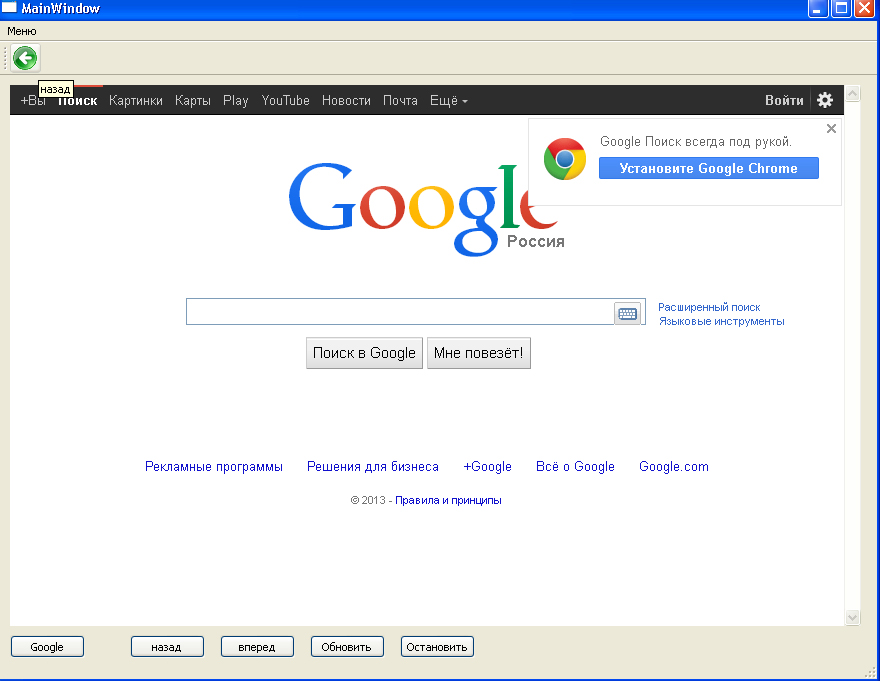 MainWindow
Меню
назад
+Вы Поиск Картинки Карты Play YouTube Новости Почта Ещё Войти
Google Поиск всегда под рукой.
Установите Google Chrome
Google
Россия
Расширенный поиск
Языковые инструменты
Поиск в Google Мне повезёт!
Рекламные программы Решения для бизнеса +Google Всё о Google Google.com
© 2013 - Правила и принципы
Google назад вперед Обновить Остановить